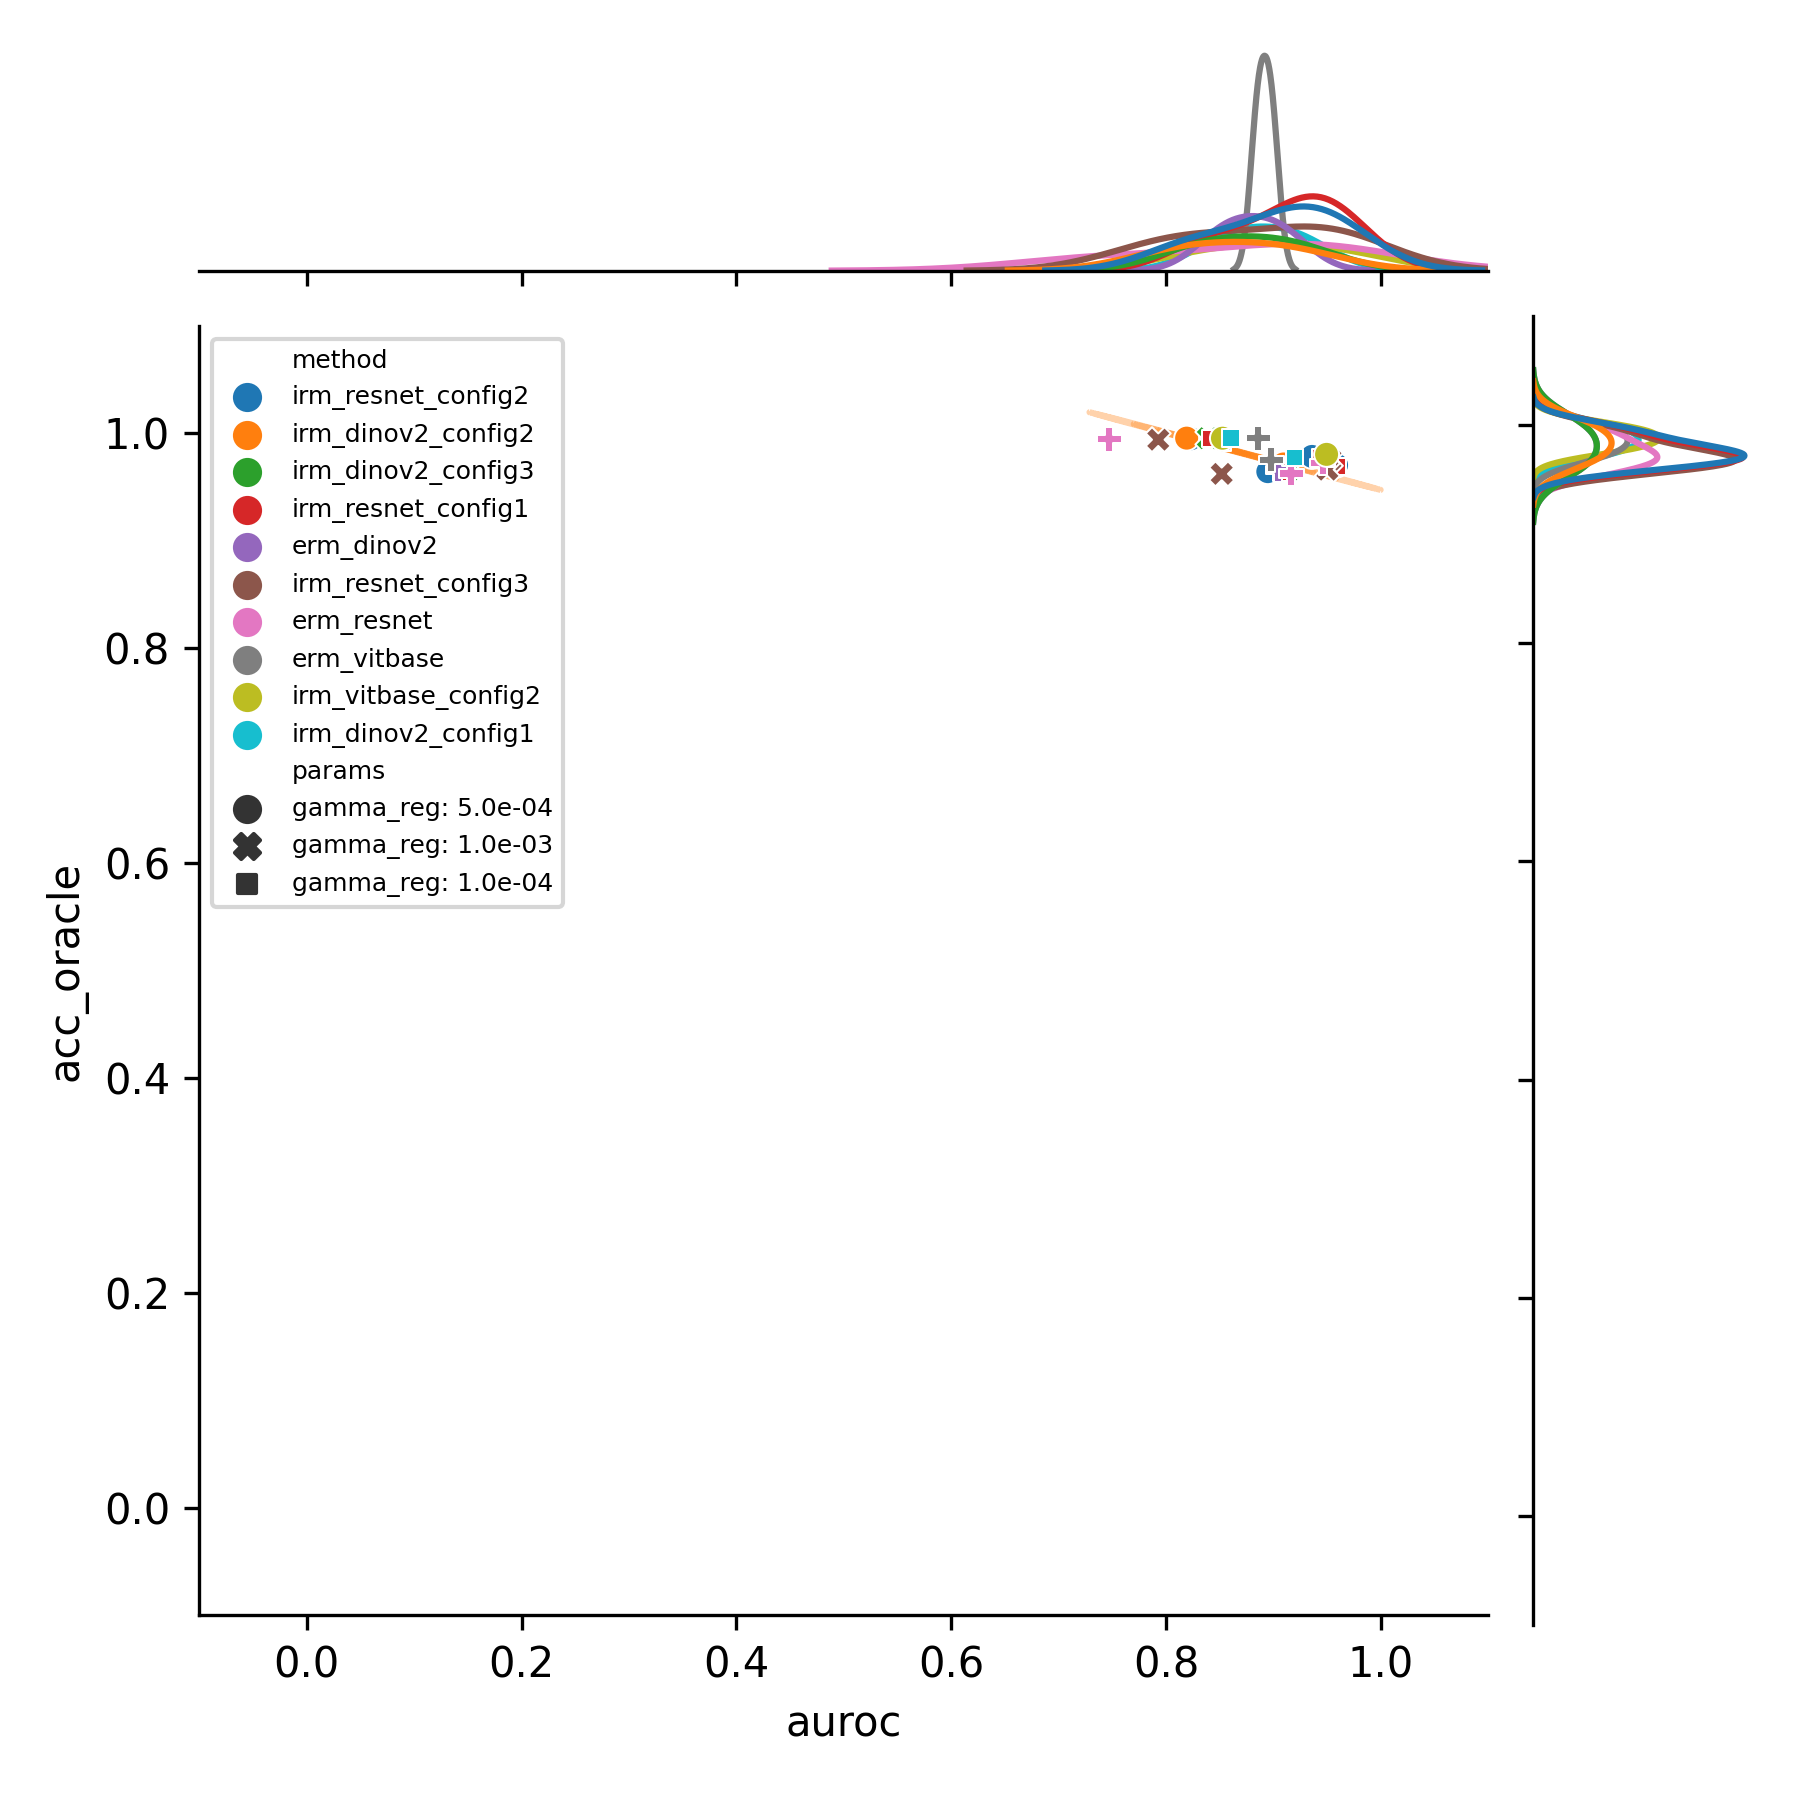 method
irm_resnet_config2
irm_dinov2_config2
irm_dinov2_config3
irm_resnet_config1
erm_dinov2
irm_resnet_config3
erm_resnet
erm_vitbase
irm_vitbase_config2
irm_dinov2_config1
params
gamma_reg: 5.0e-04
gamma_reg: 1.0e-03
gamma_reg: 1.0e-04
1.0
0.8
0.6
0.4
0.2
0.0
acc_oracle
0.0 0.2 0.4 0.6 0.8 1.0
auroc